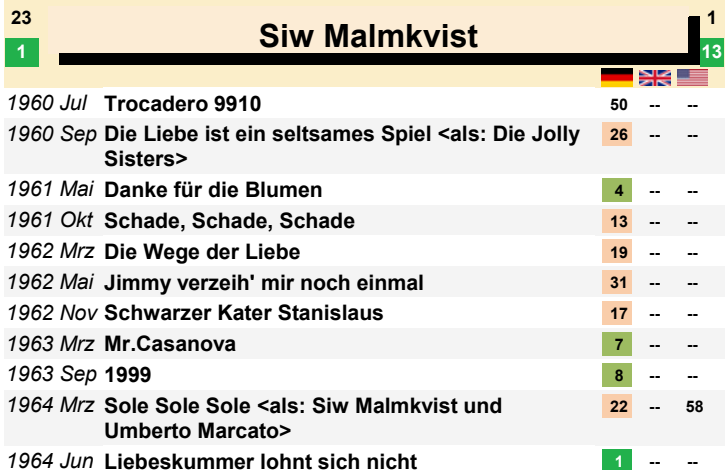 23
1
Siw Malmkvist
1
13
1960 Jul Trocadero 9910 50 -- --
1960 Sep Die Liebe ist ein seltsames Spiel <als: Die Jolly 26 -- --
Sisters>
1961 Mai Danke für die Blumen 4 -- --
1961 Okt Schade, Schade, Schade 13 -- --
1962 Mrz Die Wege der Liebe 19 -- --
1962 Mai Jimmy verzeih' mir noch einmal 31 -- --
1962 Nov Schwarzer Kater Stanislaus 17 -- --
1963 Mrz Mr.Casanova 7 -- --
1963 Sep 1999 8 -- --
1964 Mrz Sole Sole Sole <als: Siw Malmkvist und 22 -- 58
Umberto Marcato>
1964 Jun Liebeskummer lohnt sich nicht 1 -- --